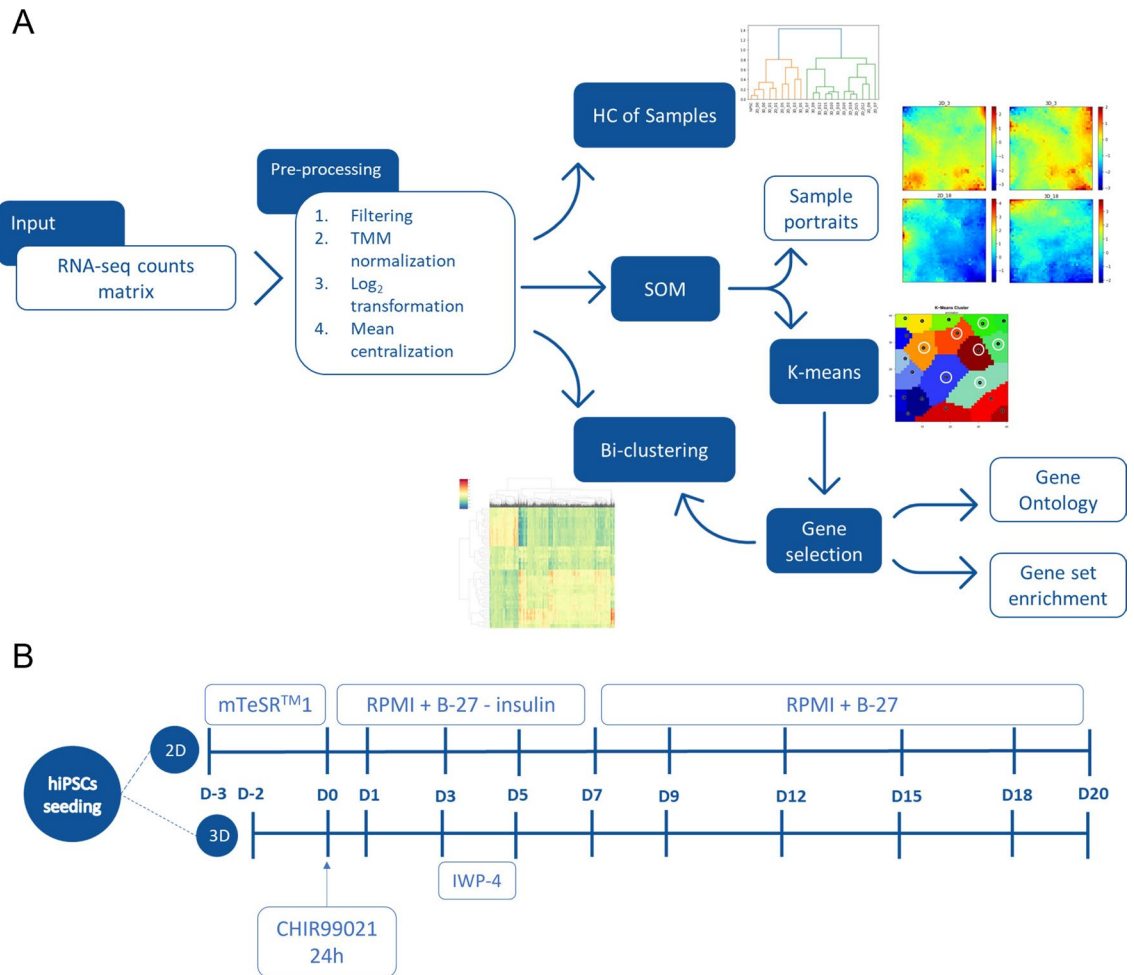 A
HC of Samples
Pre-processing
1. Filtering
2. TMM
normalization
3. Log2
transformation
4. Mean
centralization
Input
RNA-seq counts
matrix
Sample
portraits
2D_3
3D_3
2D_18
3D_18
SOM
K-Means Cluster
K-means
Bi-clustering
Gene
selection
Gene
Ontology
Gene set
enrichment
B
mTeSR™1
RPMI + B-27 - insulin
RPMI + B-27
2D
hiPSCs
seeding
D-3 D-2 D0 D1 D3 D5 D7 D9 D12 D15 D18 D20
3D
IWP-4
CHIR99021
24h